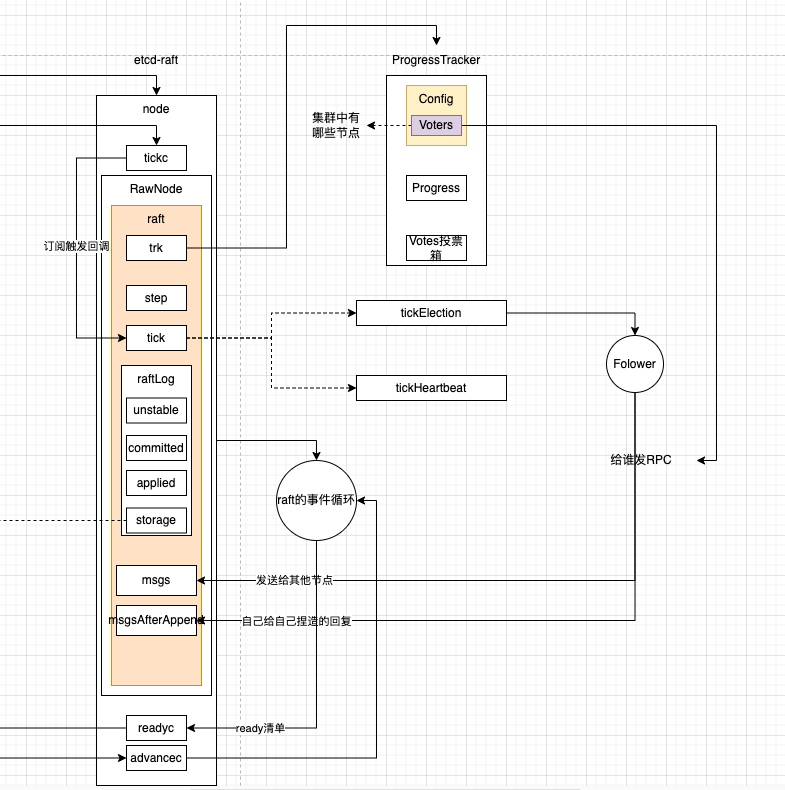 etcd-raft
ProgressTracker
node
Config
集群中有
哪些节点
Voters
tickc
RawNode
Progress
raft
订阅触发回调
trk
Votes投票
箱
step
tickElection
tick
Folower
raftLog
tickHeartbeat
unstable
committed
给谁发RPC
applied
raft的事件循环
storage
msgs
发送给其他节点
msgsAfterAppend
自己给自己捏造的回复
readyc
ready清单
advancec